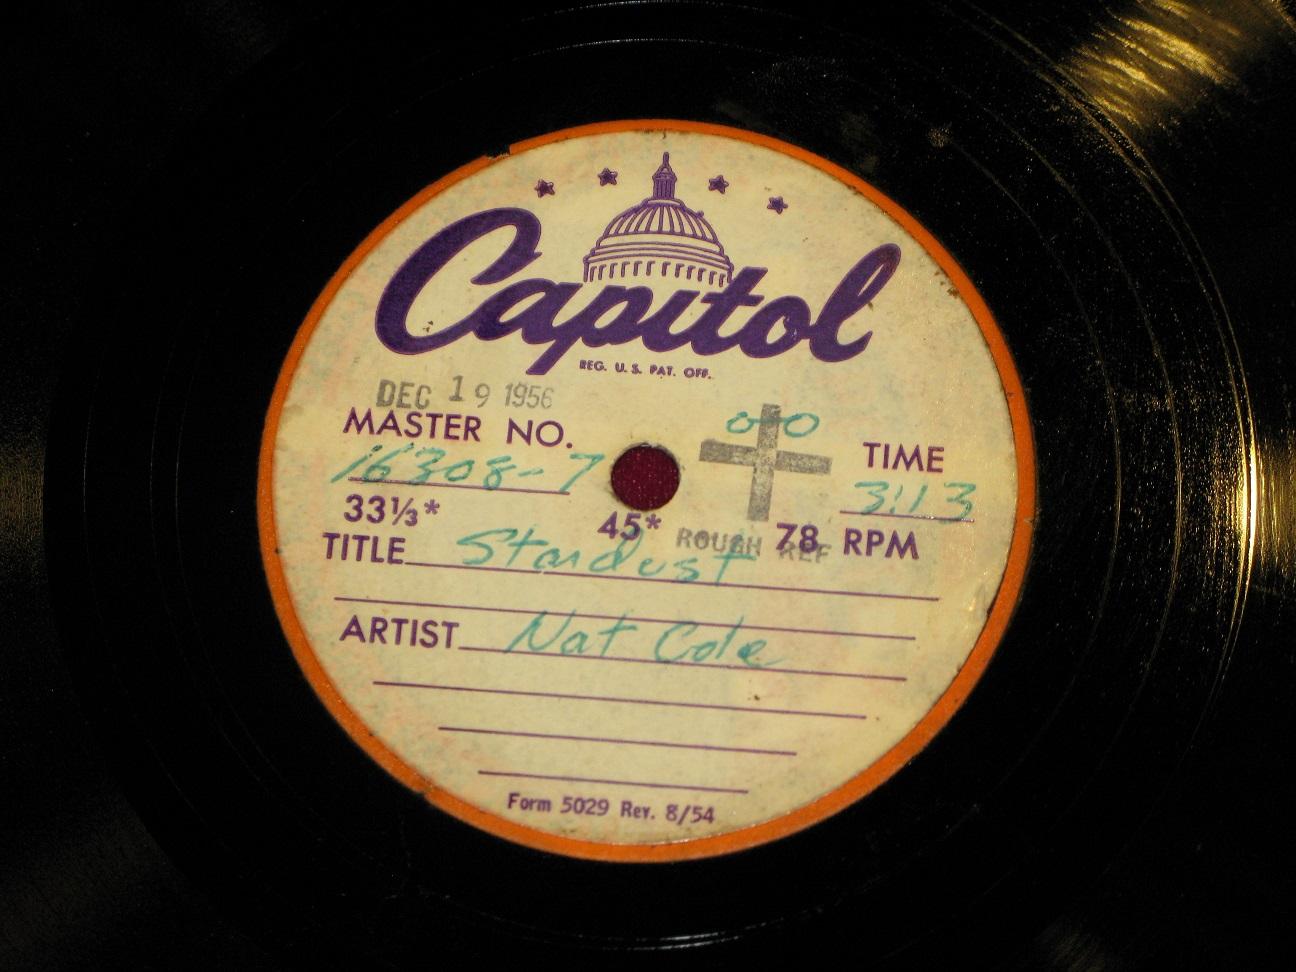 Capitol
REG. U. S. PAT. OFF.
DEC 19 1956
MASTER NO. 16308-7
TIME 3:13
33⅓* 45* 78 RPM
ROUGH REF
TITLE Stardust
ARTIST Nat Cole
Form 5029 Rev. 8/54